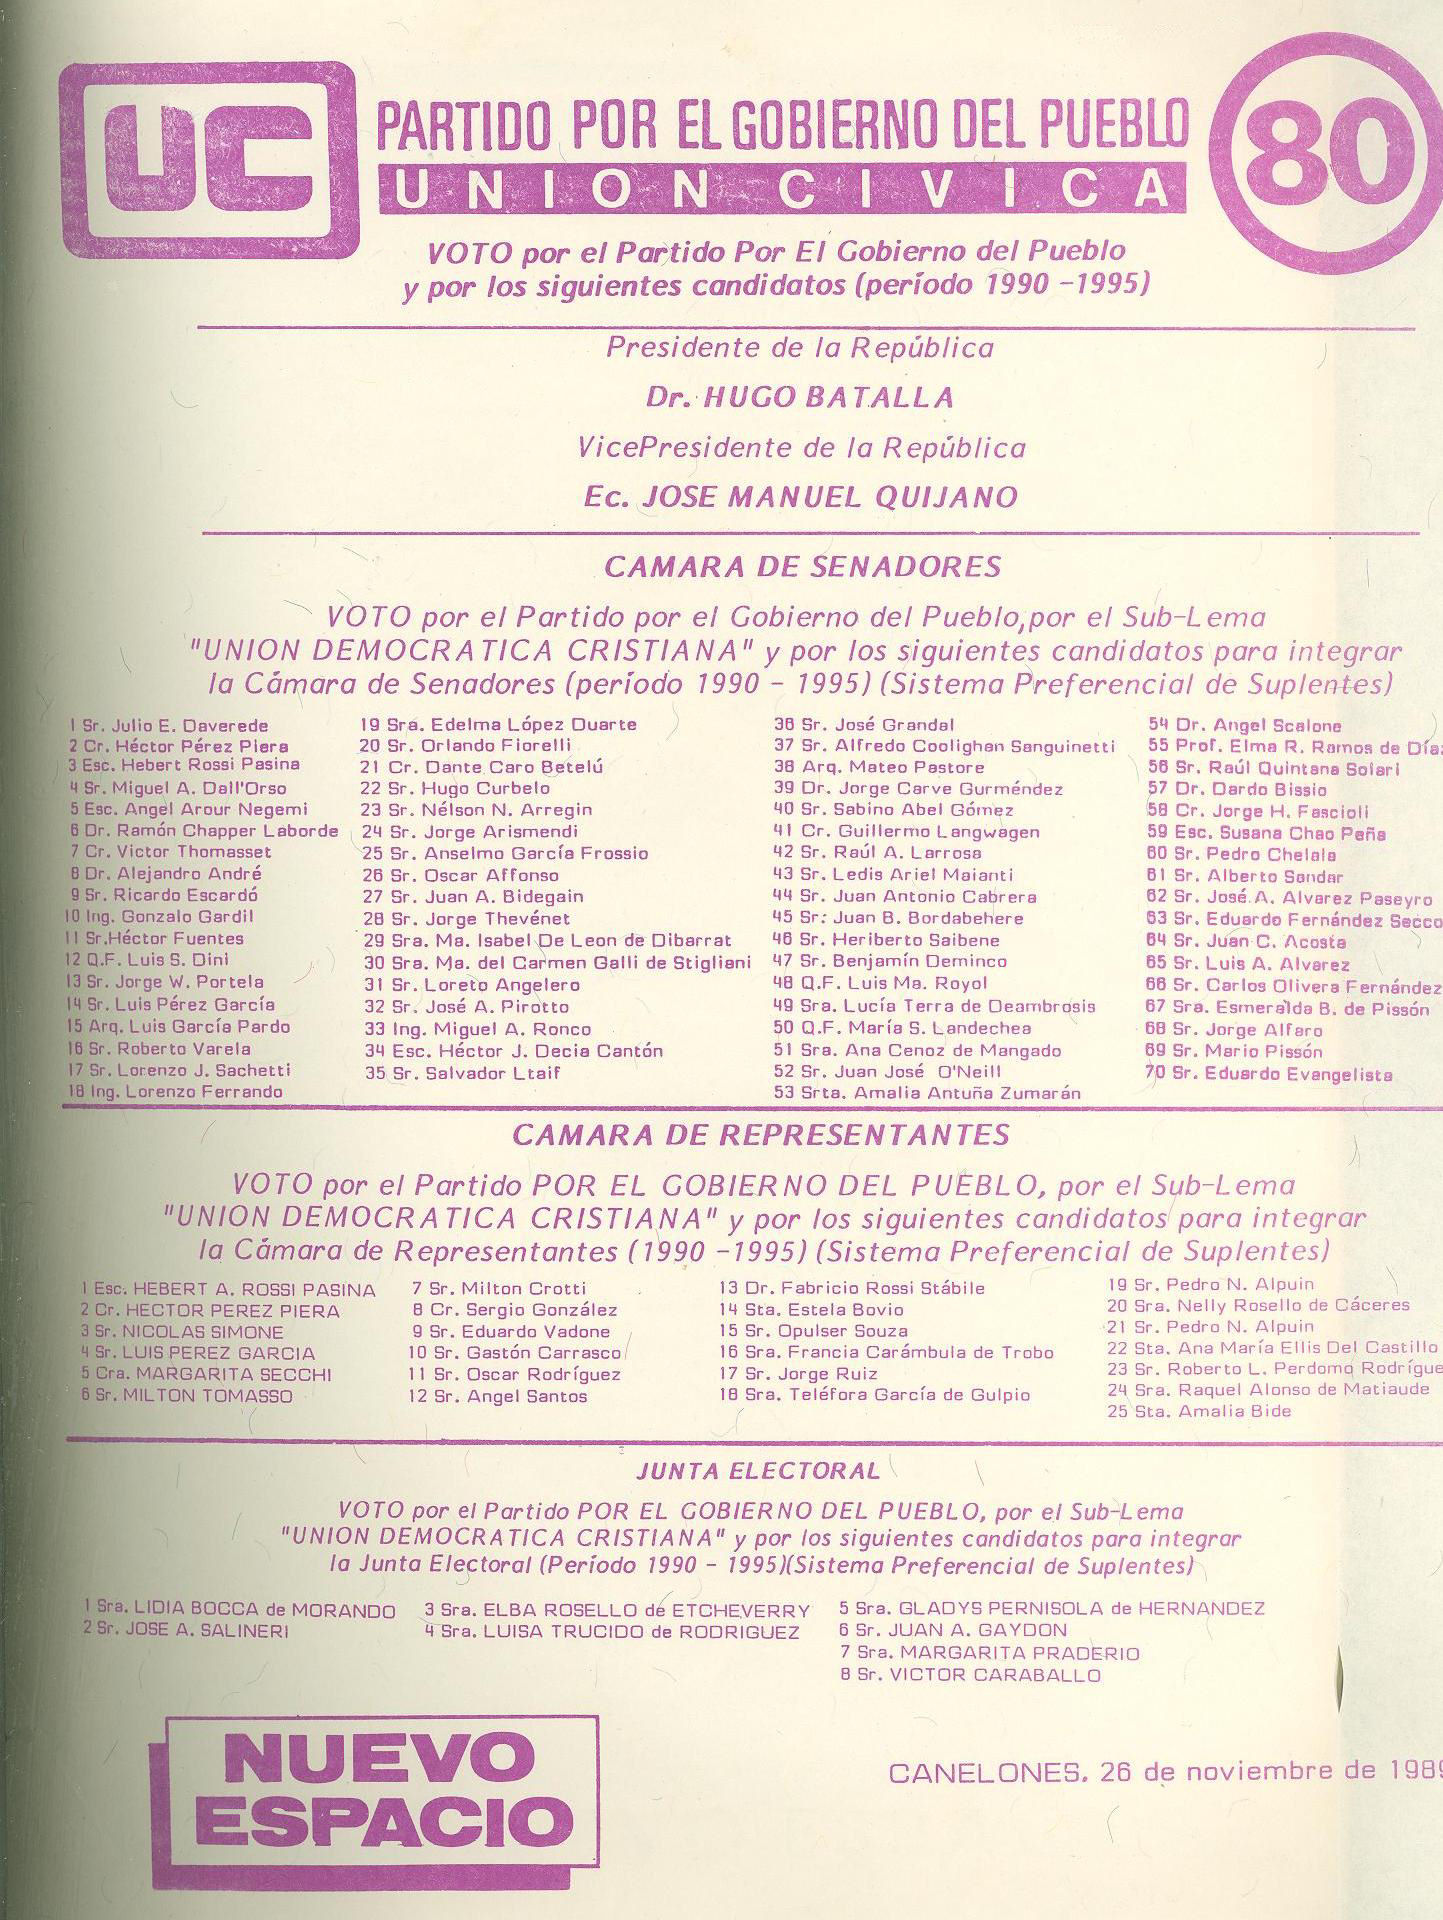 UC
PARTIDO POR EL GOBIERNO DEL PUEBLO
UNION CIVICA
80
VOTO por el Partido Por El Gobierno del Pueblo
y por los siguientes candidatos (período 1990 -1995)
Presidente de la República
Dr. HUGO BATALLA
VicePresidente de la República
Ec. JOSE MANUEL QUIJANO
CAMARA DE SENADORES
VOTO por el Partido por el Gobierno del Pueblo, por el Sub-Lema
"UNION DEMOCRATICA CRISTIANA" y por los siguientes candidatos para integrar
la Cámara de Senadores (período 1990 - 1995) (Sistema Preferencial de Suplentes)
1 Sr. Julio E. Daverede
2 Cr. Héctor Pérez Piera
3 Esc. Hebert Rossi Pasina
4 Sr. Miguel A. Dall'Orso
5 Esc. Angel Arour Negemi
6 Dr. Ramón Chapper Laborde
7 Cr. Victor Thomasset
8 Dr. Alejandro André
9 Sr. Ricardo Escardó
10 Ing. Gonzalo Gardil
11 Sr. Héctor Fuentes
12 Q.F. Luis S. Dini
13 Sr. Jorge W. Portela
14 Sr. Luis Pérez García
15 Arq. Luis García Pardo
16 Sr. Roberto Varela
17 Sr. Lorenzo J. Sachetti
18 Ing. Lorenzo Ferrando
19 Sra. Edelma López Duarte
20 Sr. Orlando Fiorelli
21 Cr. Dante Caro Betelú
22 Sr. Hugo Curbelo
23 Sr. Nélson N. Arregin
24 Sr. Jorge Arismendi
25 Sr. Anselmo García Frossio
26 Sr. Oscar Affonso
27 Sr. Juan A. Bidegain
28 Sr. Jorge Thevénet
29 Sra. Ma. Isabel De Leon de Dibarrat
30 Sra. Ma. del Carmen Galli de Stigliani
31 Sr. Loreto Angelero
32 Sr. José A. Pirotto
33 Ing. Miguel A. Ronco
34 Esc. Héctor J. Decia Cantón
35 Sr. Salvador Ltaif
36 Sr. José Grandal
37 Sr. Alfredo Coolighan Sanguinetti
38 Arq. Mateo Pastore
39 Dr. Jorge Carve Gurméndez
40 Sr. Sabino Abel Gómez
41 Cr. Guillermo Langwagen
42 Sr. Raúl A. Larrosa
43 Sr. Ledis Ariel Maianti
44 Sr. Juan Antonio Cabrera
45 Sr. Juan B. Bordabehere
46 Sr. Heriberto Saibene
47 Sr. Benjamín Deminco
48 Q.F. Luis Ma. Royol
49 Sra. Lucía Terra de Deambrosis
50 Q.F. María S. Landechea
51 Sra. Ana Cenoz de Mangado
52 Sr. Juan José O'Neill
53 Srta. Amalia Antuña Zumarán
54 Dr. Angel Scalone
55 Prof. Elma R. Ramos de Díaz
56 Sr. Raúl Quintana Solari
57 Dr. Dardo Bissio
58 Cr. Jorge H. Fascioli
59 Esc. Susana Chao Peña
60 Sr. Pedro Chelala
61 Sr. Alberto Sandar
62 Sr. José A. Alvarez Paseyro
63 Sr. Eduardo Fernández Secco
64 Sr. Juan C. Acosta
65 Sr. Luis A. Alvarez
66 Sr. Carlos Olivera Fernández
67 Sra. Esmeralda B. de Pissón
68 Sr. Jorge Alfaro
69 Sr. Mario Pissón
70 Sr. Eduardo Evangelista
CAMARA DE REPRESENTANTES
VOTO por el Partido POR EL GOBIERNO DEL PUEBLO, por el Sub-Lema
"UNION DEMOCRATICA CRISTIANA" y por los siguientes candidatos para integrar
la Cámara de Representantes (1990 -1995) (Sistema Preferencial de Suplentes)
1 Esc. HEBERT A. ROSSI PASINA
2 Cr. HECTOR PEREZ PIERA
3 Sr. NICOLAS SIMONE
4 Sr. LUIS PEREZ GARCIA
5 Cra. MARGARITA SECCHI
6 Sr. MILTON TOMASSO
7 Sr. Milton Crotti
8 Cr. Sergio González
9 Sr. Eduardo Vadone
10 Sr. Gastón Carrasco
11 Sr. Oscar Rodríguez
12 Sr. Angel Santos
13 Dr. Fabricio Rossi Stábile
14 Sta. Estela Bovio
15 Sr. Opulser Souza
16 Sra. Francia Carámbula de Trobo
17 Sr. Jorge Ruiz
18 Sra. Teléfora García de Gulpio
19 Sr. Pedro N. Alpuin
20 Sra. Nelly Rosello de Cáceres
21 Sr. Pedro N. Alpuin
22 Sta. Ana María Ellis Del Castillo
23 Sr. Roberto L. Perdomo Rodrígue
24 Sra. Raquel Alonso de Matiaude
25 Sta. Amalia Bide
JUNTA ELECTORAL
VOTO por el Partido POR EL GOBIERNO DEL PUEBLO, por el Sub-Lema
"UNION DEMOCRATICA CRISTIANA" y por los siguientes candidatos para integrar
la Junta Electoral (Período 1990 - 1995)(Sistema Preferencial de Suplentes)
1 Sra. LIDIA BOCCA de MORANDO
2 Sr. JOSE A. SALINERI
3 Sra. ELBA ROSELLO de ETCHEVERRY
4 Sra. LUISA TRUCIDO de RODRIGUEZ
5 Sra. GLADYS PERNISOLA de HERNANDEZ
6 Sr. JUAN A. GAYDON
7 Sra. MARGARITA PRADERIO
8 Sr. VICTOR CARABALLO
NUEVO
ESPACIO
CANELONES, 26 de noviembre de 1989